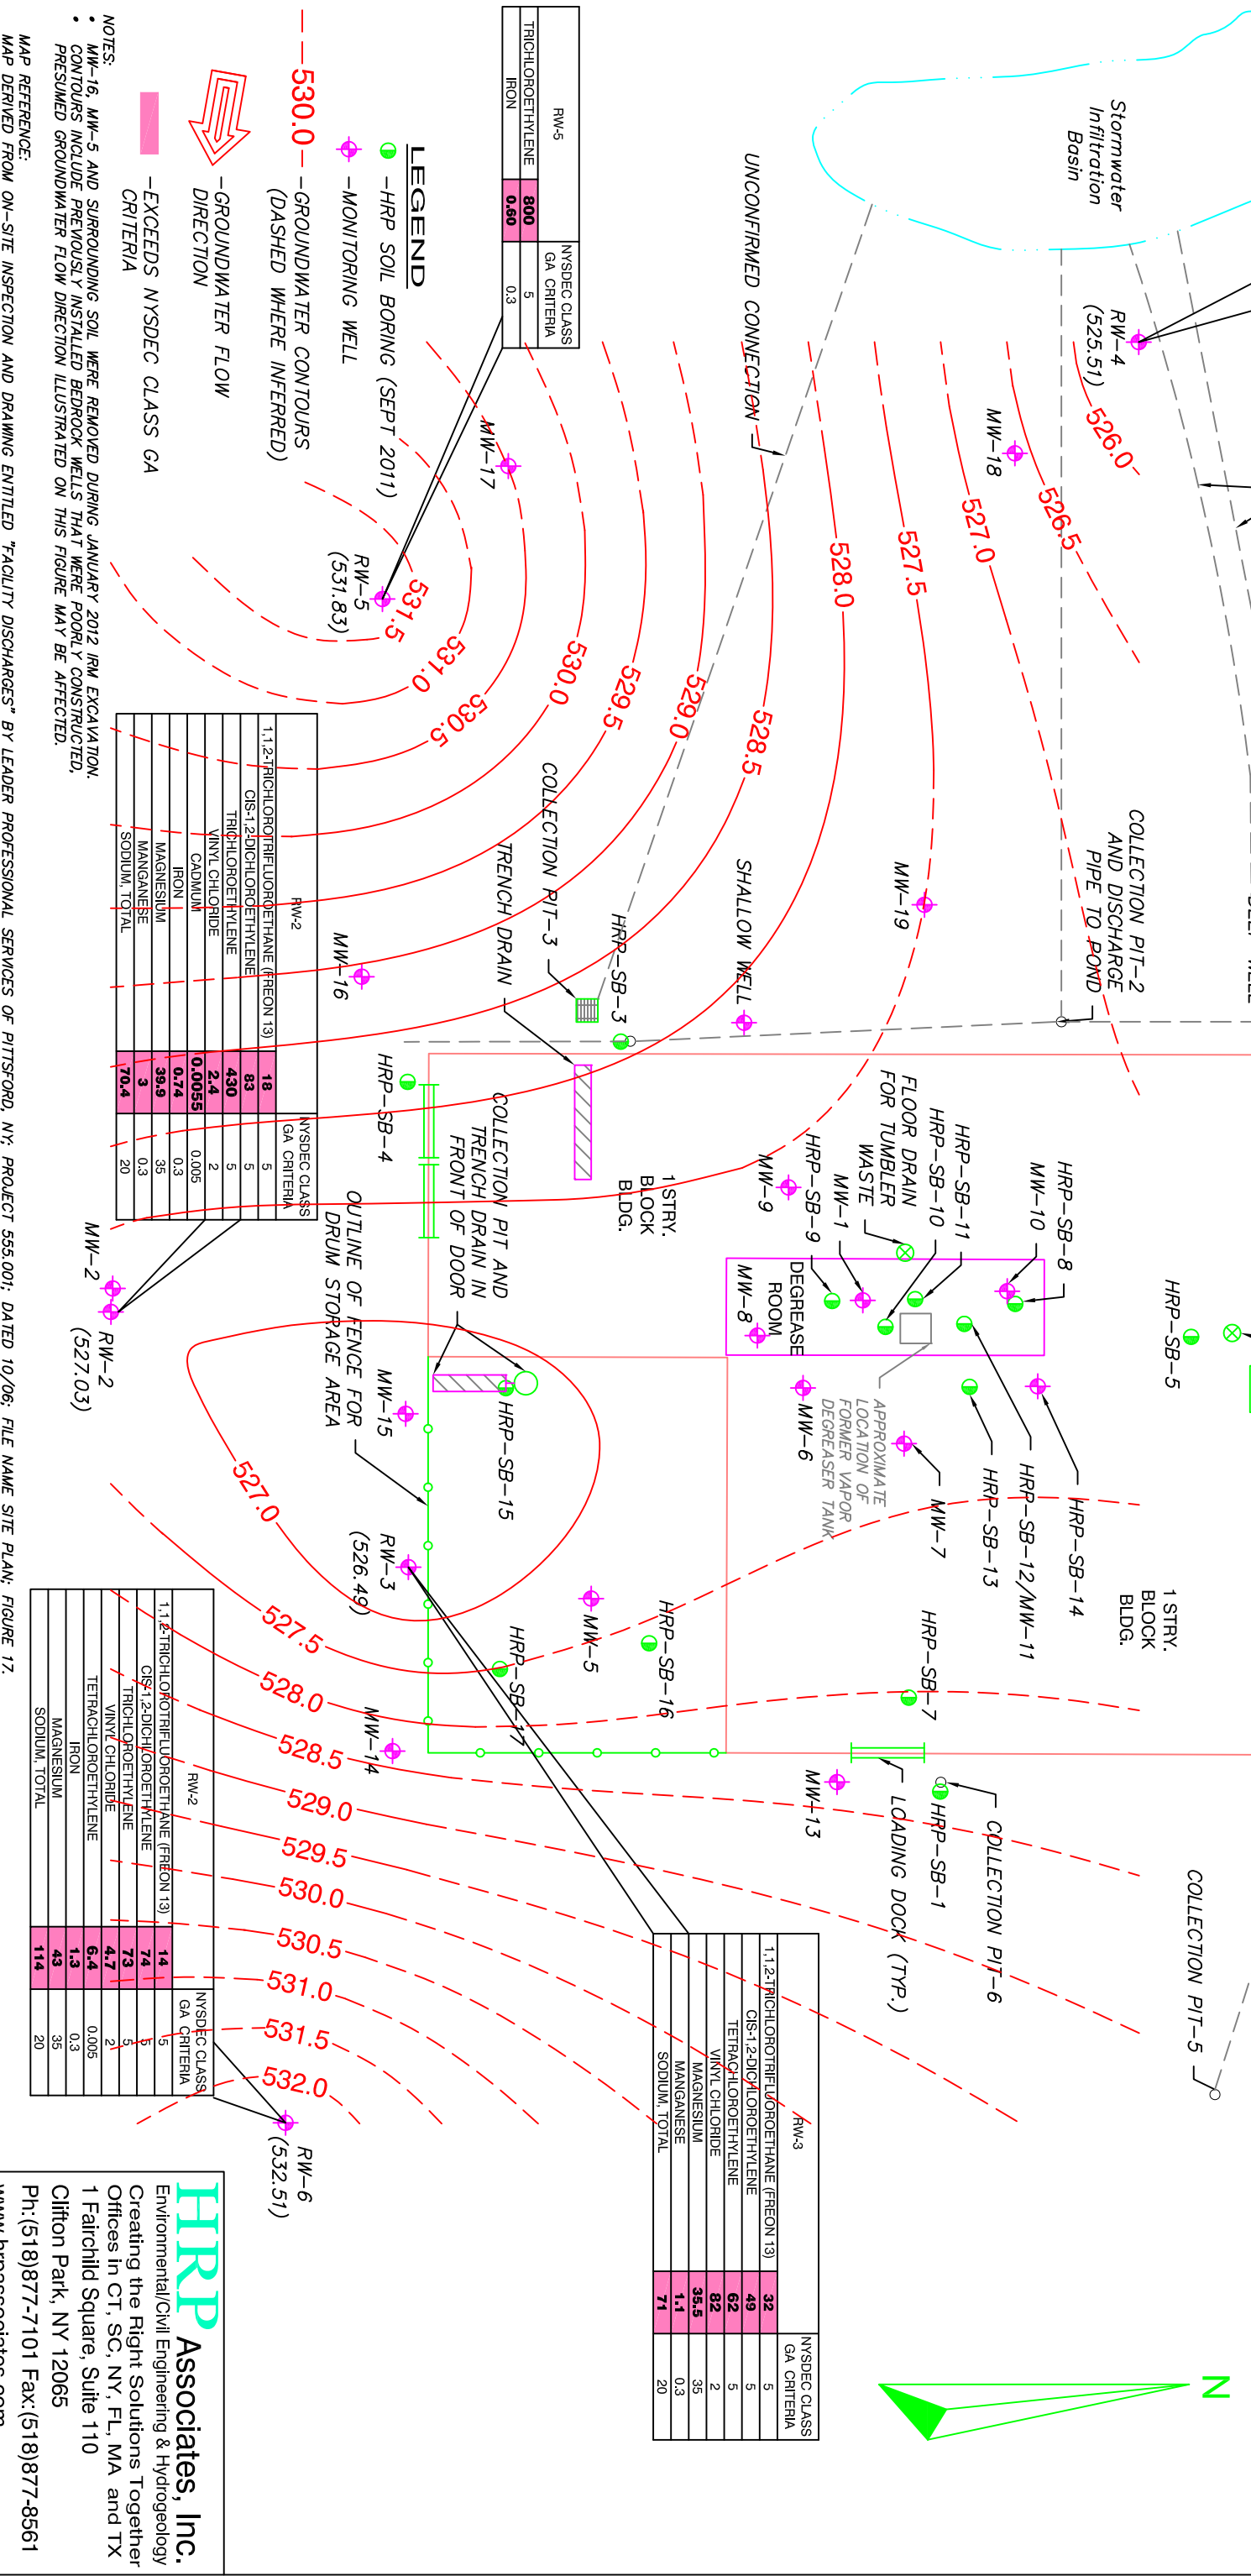 Stormwater
Infiltration
Basin
RW-4
(525.51)
526.0
MW-18
526.5
527.0
527.5
528.0
UNCONFIRMED CONNECTION
528.5
529.0
529.5
530.0
530.5
531.0
531.5
MW-17
RW-5
(531.83)
RW-5
NYSDEC CLASS
GA CRITERIA
TRICHLOROETHYLENE 800 5
IRON 0.60 0.3
LEGEND
-HRP SOIL BORING (SEPT 2011)
-MONITORING WELL
530.0
-GROUNDWATER CONTOURS
(DASHED WHERE INFERRED)
-GROUNDWATER FLOW
DIRECTION
-EXCEEDS NYSDEC CLASS GA
CRITERIA
NOTES:
• MW-16, MW-5 AND SURROUNDING SOIL WERE REMOVED DURING JANUARY 2012 IRM EXCAVATION.
• CONTOURS INCLUDE PREVIOUSLY INSTALLED BEDROCK WELLS THAT WERE POORLY CONSTRUCTED,
PRESUMED GROUNDWATER FLOW DIRECTION ILLUSTRATED ON THIS FIGURE MAY BE AFFECTED.
MAP REFERENCE:
MAP DERIVED FROM ON-SITE INSPECTION AND DRAWING ENTITLED "FACILITY DISCHARGES" BY LEADER PROFESSIONAL SERVICES OF PITTSFORD, NY; PROJECT 555.001; DATED 10/06; FILE NAME SITE PLAN; FIGURE 17.
COLLECTION PIT-2
AND DISCHARGE
PIPE TO POND
MW-19
SHALLOW WELL
HRP-SB-3
COLLECTION PIT-3
TRENCH DRAIN
MW-16
HRP-SB-4
RW-2
NYSDEC CLASS
GA CRITERIA
1,1,2-TRICHLOROTRIFLUOROETHANE (FREON 13) 18 5
CIS-1,2-DICHLOROETHYLENE 83 5
TRICHLOROETHYLENE 430 5
VINYL CHLORIDE 2.4 2
CADMIUM 0.0055 0.005
IRON 0.74 0.3
MAGNESIUM 39.9 35
MANGANESE 3 0.3
SODIUM, TOTAL 70.4 20
MW-2
RW-2
(527.03)
HRP-SB-5
HRP-SB-8
MW-10
HRP-SB-11
HRP-SB-10
FLOOR DRAIN
FOR TUMBLER
WASTE
MW-1
HRP-SB-9
MW-9
1 STRY.
BLOCK
BLDG.
DEGREASE
ROOM
MW-8
HRP-SB-14
HRP-SB-12/MW-11
HRP-SB-13
MW-7
APPROXIMATE
LOCATION OF
FORMER VAPOR
DEGREASER TANK
MW-6
COLLECTION PIT AND
TRENCH DRAIN IN
FRONT OF DOOR
OUTLINE OF FENCE FOR
DRUM STORAGE AREA
MW-15
HRP-SB-15
527.0
RW-3
(526.49)
1 STRY.
BLOCK
BLDG.
HRP-SB-7
HRP-SB-16
MW-5
HRP-SB-17
MW-14
MW-13
LOADING DOCK (TYP.)
HRP-SB-1
COLLECTION PIT-6
COLLECTION PIT-5
527.5
528.0
528.5
529.0
529.5
530.0
530.5
531.0
531.5
532.0
RW-2
NYSDEC CLASS
GA CRITERIA
1,1,2-TRICHLOROTRIFLUOROETHANE (FREON 13) 14 5
CIS-1,2-DICHLOROETHYLENE 74 5
TRICHLOROETHYLENE 73 5
VINYL CHLORIDE 4.7 2
TETRACHLOROETHYLENE 6.4 0.005
IRON 1.3 0.3
MAGNESIUM 43 35
SODIUM, TOTAL 114 20
RW-6
(532.51)
RW-3
NYSDEC CLASS
GA CRITERIA
1,1,2-TRICHLOROTRIFLUOROETHANE (FREON 13) 32 5
CIS-1,2-DICHLOROETHYLENE 49 5
TETRACHLOROETHYLENE 62 5
VINYL CHLORIDE 82 2
MAGNESIUM 35.5 35
MANGANESE 1.1 0.3
SODIUM, TOTAL 71 20
N
HRP Associates, Inc.
Environmental/Civil Engineering & Hydrogeology
Creating the Right Solutions Together
Offices in CT, SC, NY, FL, MA and TX
1 Fairchild Square, Suite 110
Clifton Park, NY 12065
Ph:(518)877-7101 Fax:(518)877-8561